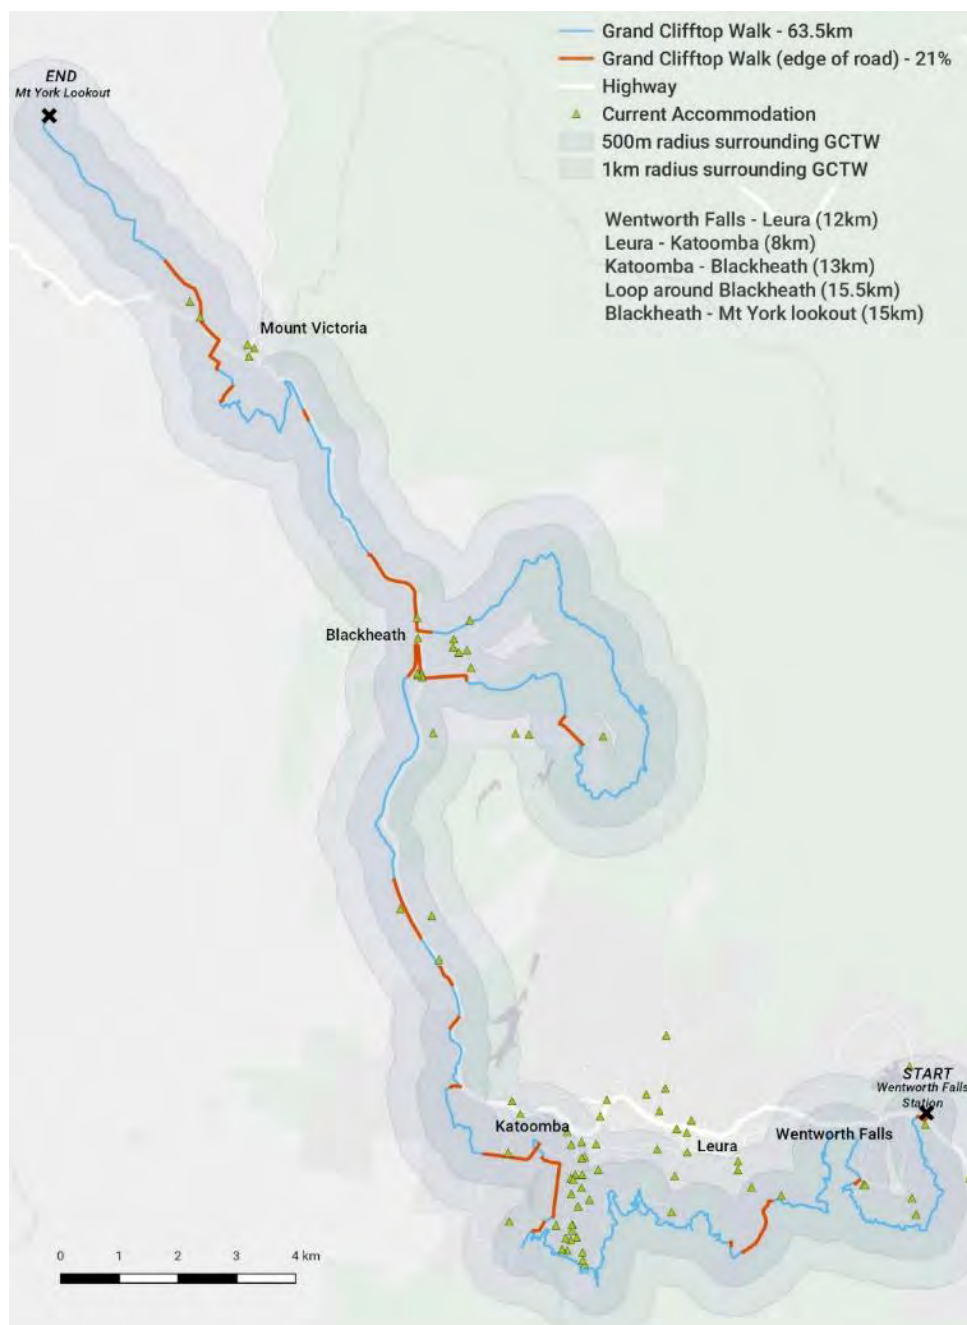 Grand Clifftop Walk - 63.5km
Grand Clifftop Walk (edge of road) - 21%
Highway
Current Accommodation
500m radius surrounding GCTW
1km radius surrounding GCTW
Wentworth Falls - Leura (12km)
Leura - Katoomba (8km)
Katoomba - Blackheath (13km)
Loop around Blackheath (15.5km)
Blackheath - Mt York lookout (15km)
END
Mt York Lookout
Mount Victoria
Blackheath
START
Wentworth Falls
Station
Katoomba
Leura
Wentworth Falls
0 1 2 3 4 km